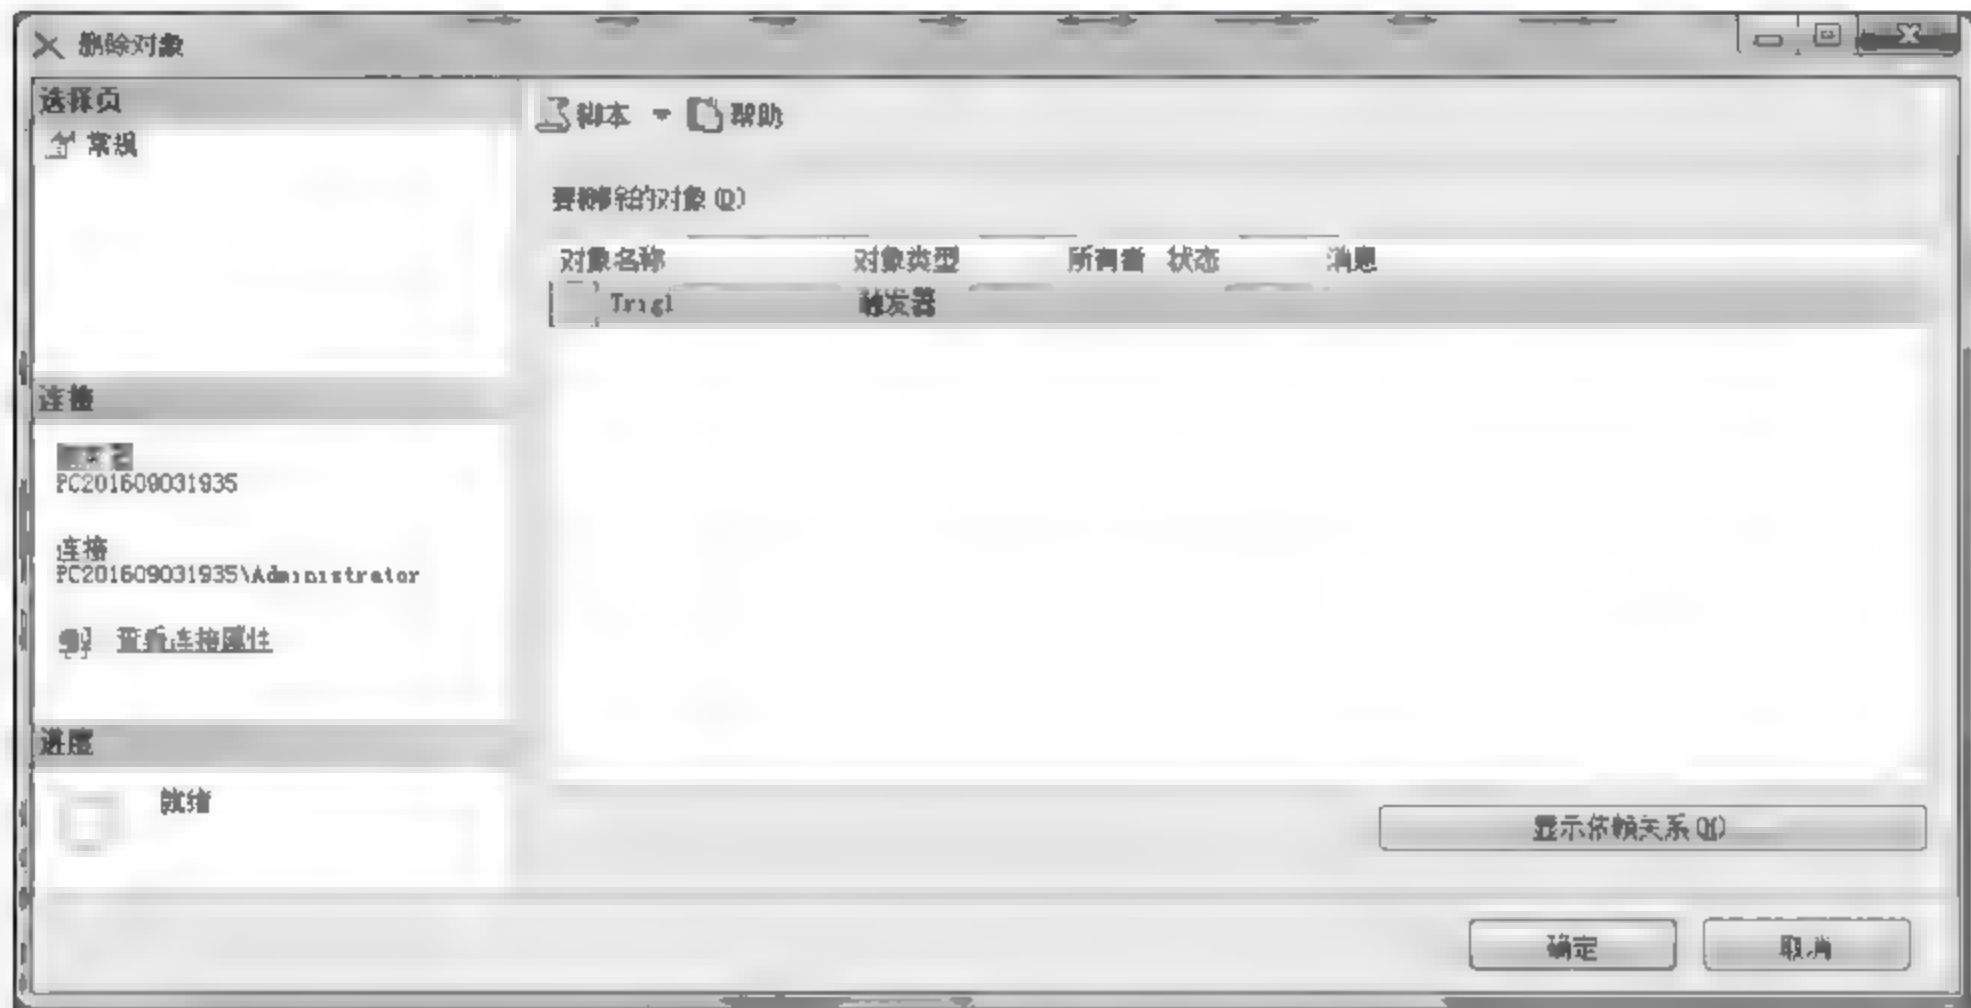 删除对象
选择页
常规
脚本 帮助
要删除的对象(D)
对象名称 对象类型 所有者 状态 消息
Trig1 触发器
连接
PC201609031935
连接
PC201609031935\Administrator
查看连接属性
进度
就绪
显示依赖关系(H)
确定 取消